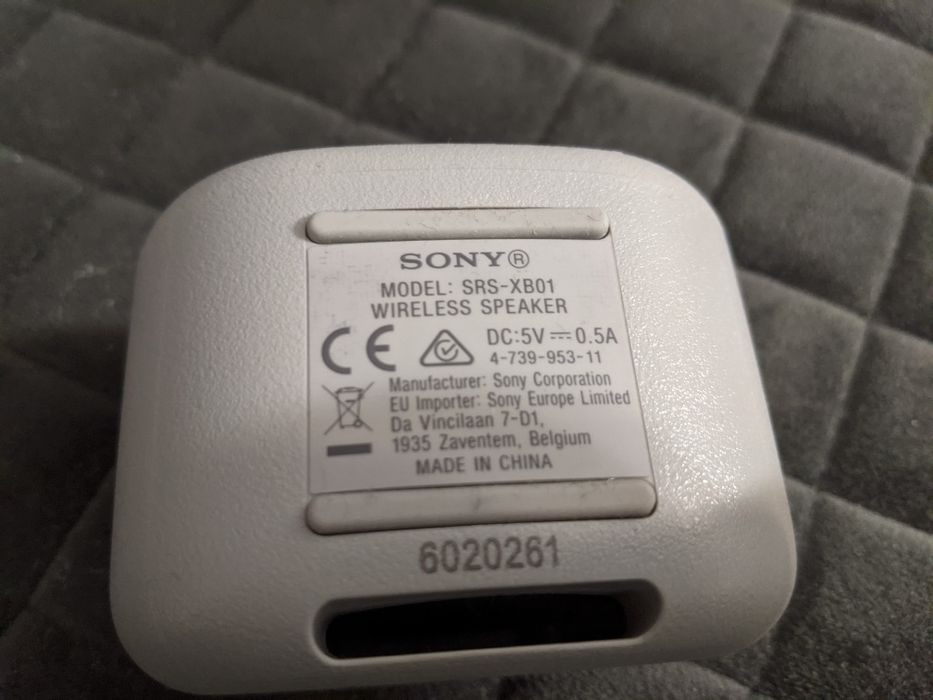 SONY®
MODEL: SRS-XB01
WIRELESS SPEAKER
CE
DC:5V ⎓ 0.5A
4-739-953-11
Manufacturer: Sony Corporation
EU Importer: Sony Europe Limited
Da Vincilaan 7-D1,
1935 Zaventem, Belgium
MADE IN CHINA
6020261